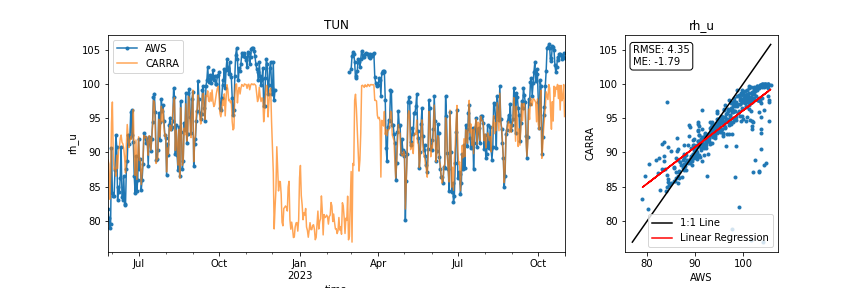 TUN
rh_u
AWS
CARRA
105
100
95
90
85
80
rh_u
Jul
Oct
Jan
2023
Apr
Jul
Oct
time
rh_u
RMSE: 4.35
ME: -1.79
105
100
95
90
85
80
CARRA
1:1 Line
Linear Regression
80
90
100
AWS